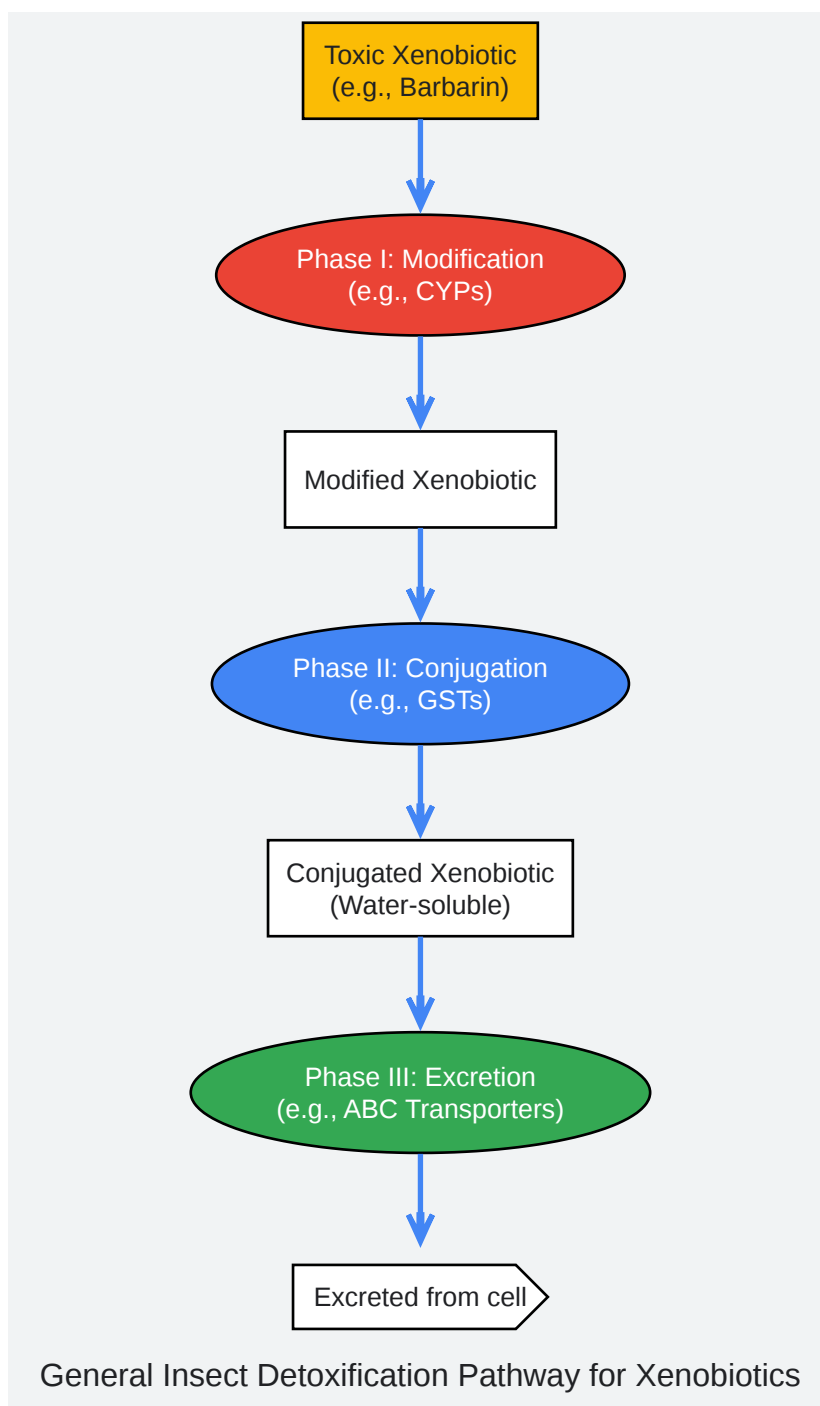 Toxic Xenobiotic
(e.g., Barbarin)
Phase I: Modification
(e.g., CYPs)
Modified Xenobiotic
Phase II: Conjugation
(e.g., GSTs)
Conjugated Xenobiotic
(Water-soluble)
Phase III: Excretion
(e.g., ABC Transporters)
Excreted from cell
General Insect Detoxification Pathway for Xenobiotics